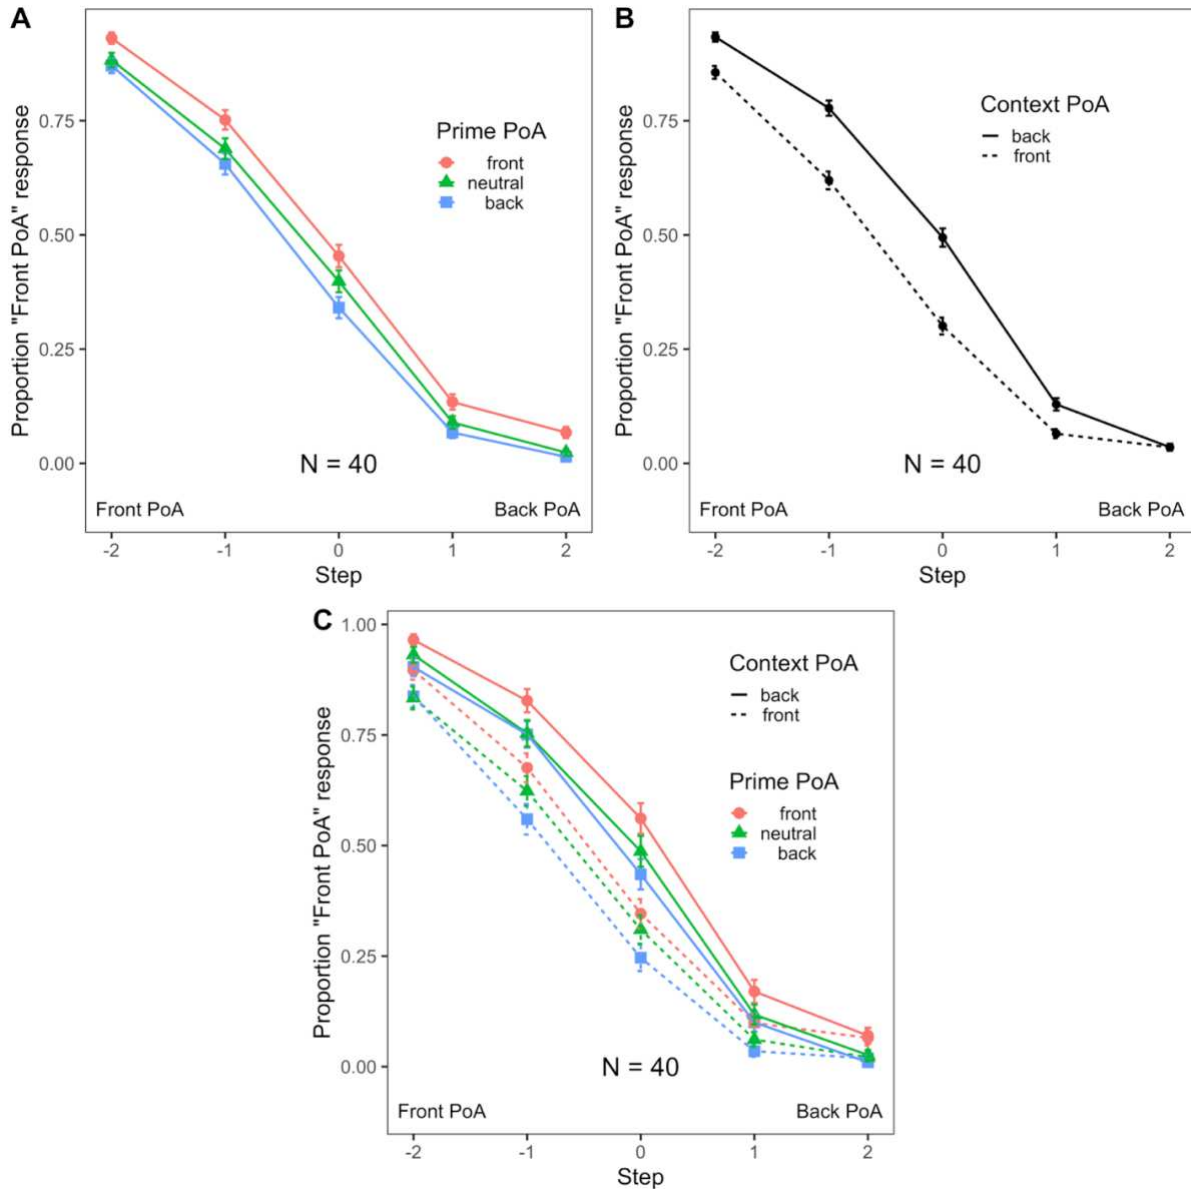 A
Proportion "Front PoA" response
0.75
0.50
0.25
0.00
Prime PoA
front
neutral
back
N = 40
Front PoA
Back PoA
-2 -1 0 1 2
Step
B
Proportion "Front PoA" response
0.75
0.50
0.25
0.00
Context PoA
back
front
N = 40
Front PoA
Back PoA
-2 -1 0 1 2
Step
C
Proportion "Front PoA" response
1.00
0.75
0.50
0.25
0.00
Context PoA
back
front
Prime PoA
front
neutral
back
N = 40
Front PoA
Back PoA
-2 -1 0 1 2
Step